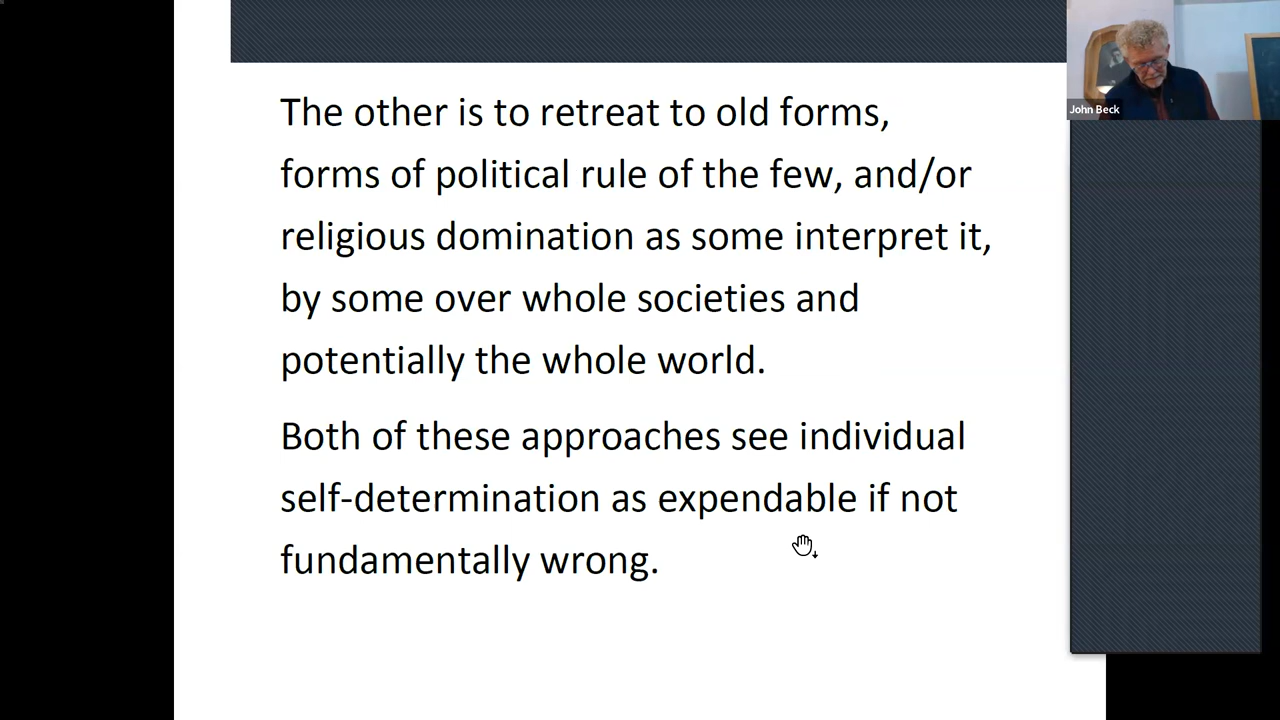 The other is to retreat to old forms,
forms of political rule of the few, and/or
religious domination as some interpret it,
by some over whole societies and
potentially the whole world.
Both of these approaches see individual
self-determination as expendable if not
fundamentally wrong.
John Beck